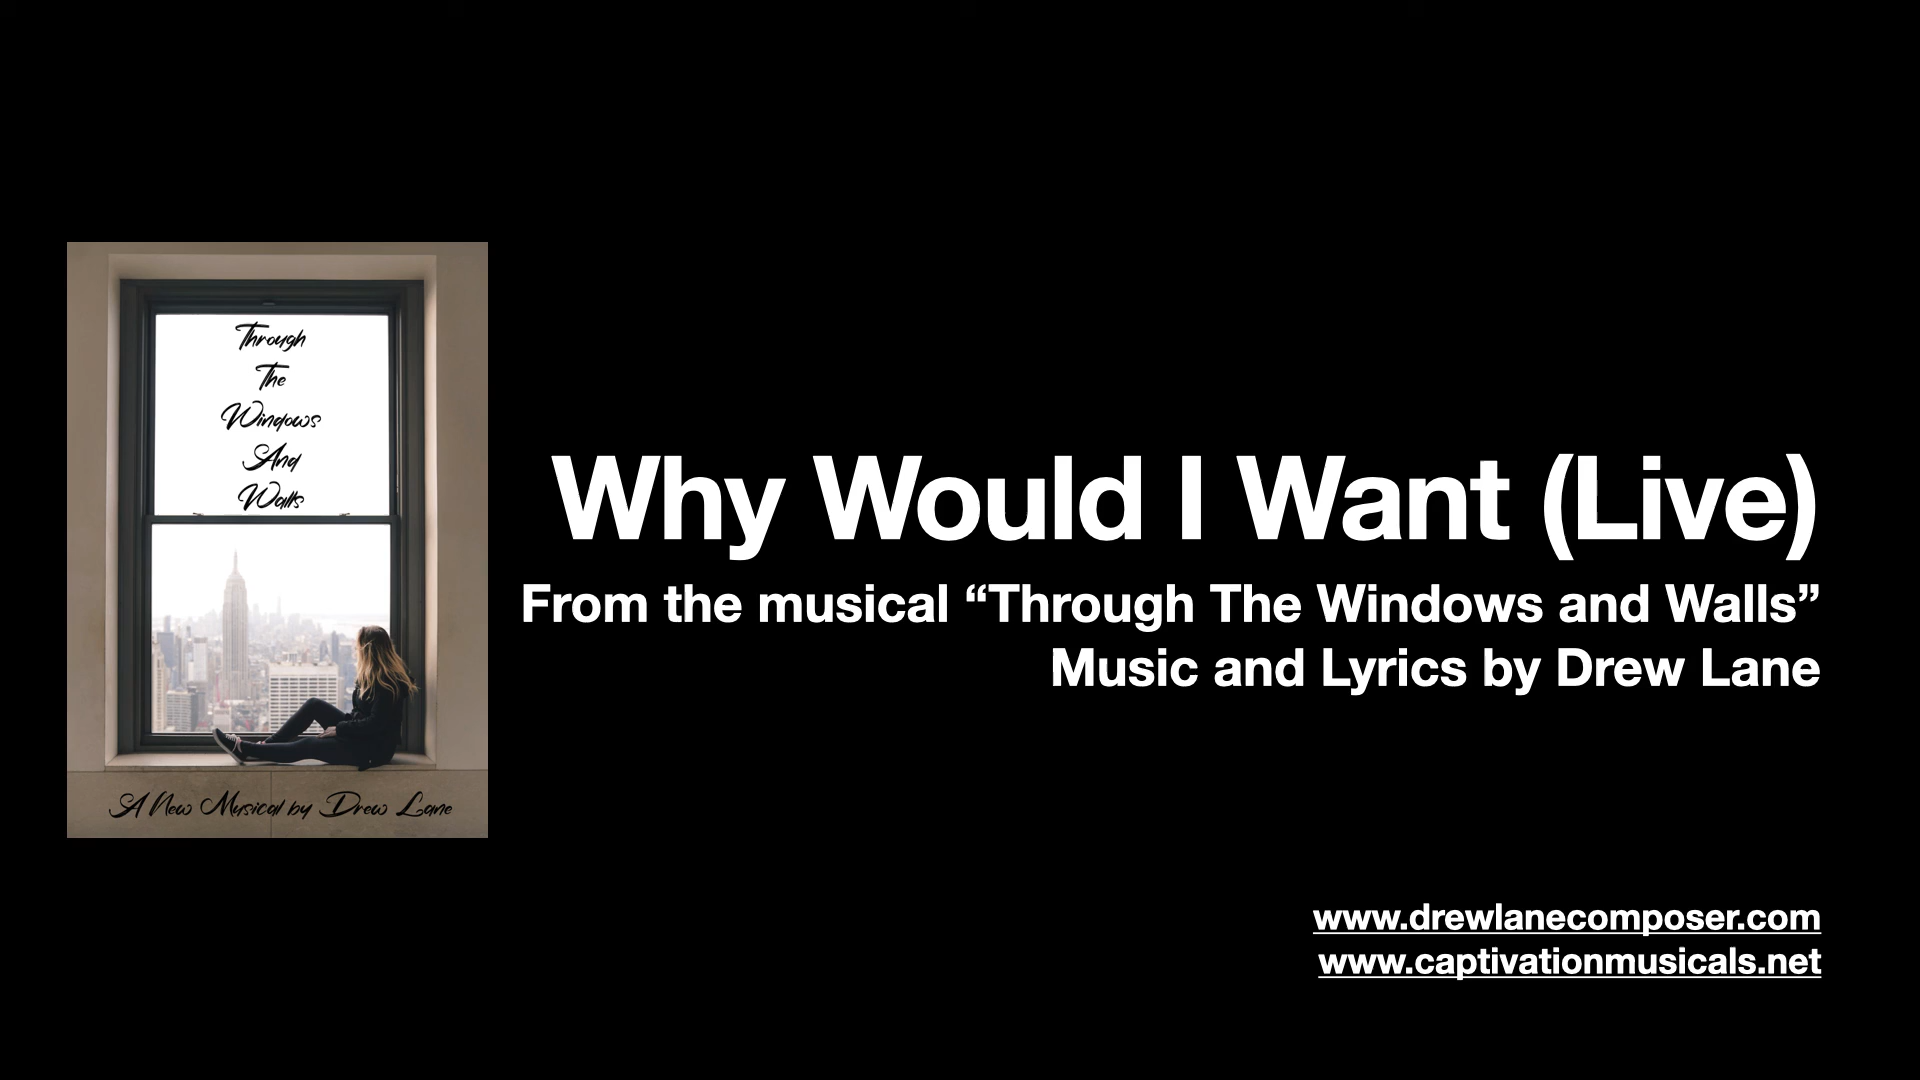 Through
The
Windows
And
Walls
A New Musical by Drew Lane
Why Would I Want (Live)
From the musical “Through The Windows and Walls”
Music and Lyrics by Drew Lane
www.drewlanecomposer.com
www.captivationmusicals.net